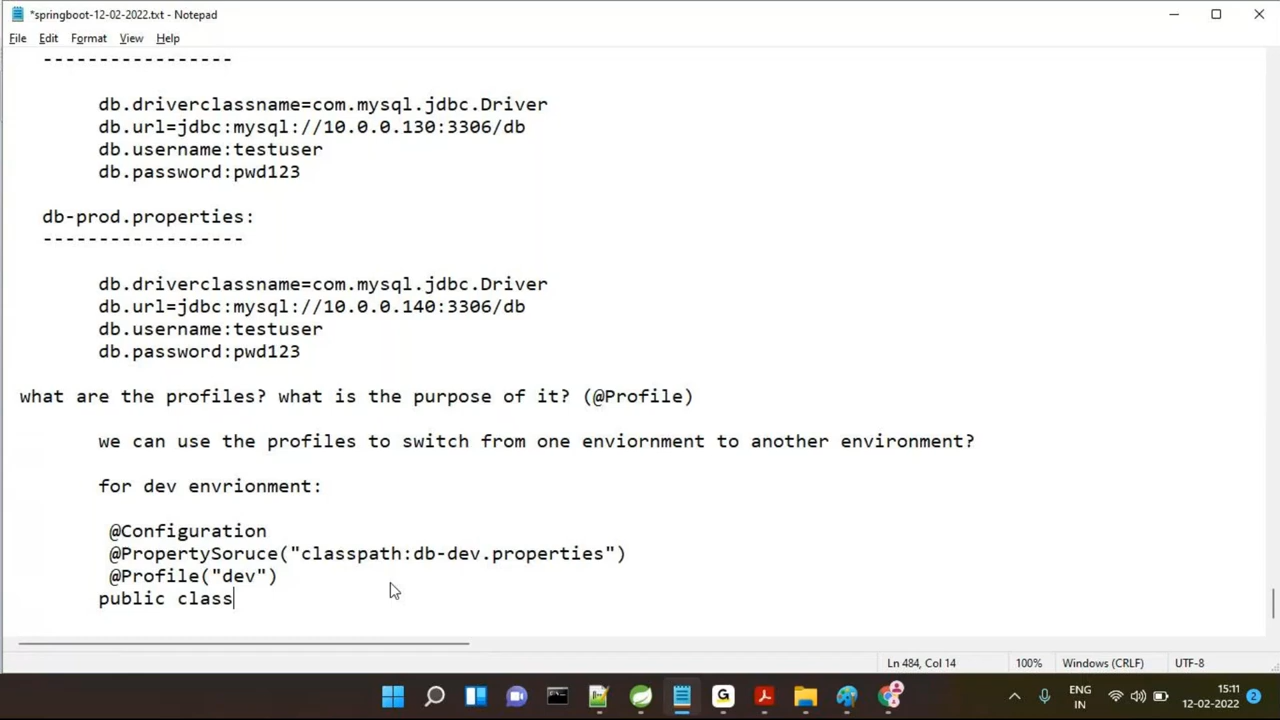 *springboot-12-02-2022.txt - Notepad
File Edit Format View Help
-----------------
db.driverclassname=com.mysql.jdbc.Driver
db.url=jdbc:mysql://10.0.0.130:3306/db
db.username:testuser
db.password:pwd123
db-prod.properties:
------------------
db.driverclassname=com.mysql.jdbc.Driver
db.url=jdbc:mysql://10.0.0.140:3306/db
db.username:testuser
db.password:pwd123
what are the profiles? what is the purpose of it? (@Profile)
we can use the profiles to switch from one enviornment to another environment?
for dev envrionment:
@Configuration
@PropertySoruce("classpath:db-dev.properties")
@Profile("dev")
public class
Ln 484, Col 14 100% Windows (CRLF) UTF-8
ENG 15:11
IN 12-02-2022 2